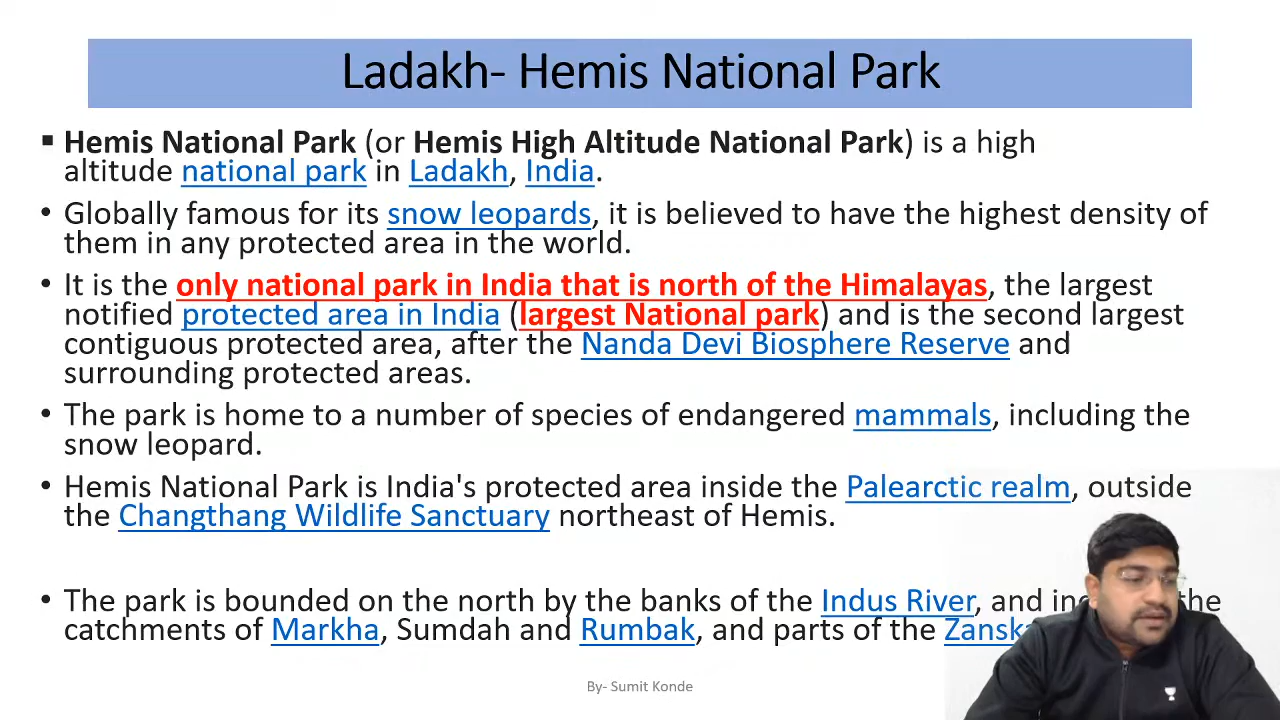 Ladakh- Hemis National Park
▪ Hemis National Park (or Hemis High Altitude National Park) is a high
altitude national park in Ladakh, India.
• Globally famous for its snow leopards, it is believed to have the highest density of
them in any protected area in the world.
• It is the only national park in India that is north of the Himalayas, the largest
notified protected area in India (largest National park) and is the second largest
contiguous protected area, after the Nanda Devi Biosphere Reserve and
surrounding protected areas.
• The park is home to a number of species of endangered mammals, including the
snow leopard.
• Hemis National Park is India's protected area inside the Palearctic realm, outside
the Changthang Wildlife Sanctuary northeast of Hemis.
• The park is bounded on the north by the banks of the Indus River, and the
catchments of Markha, Sumdah and Rumbak, and parts of the
By- Sumit Konde